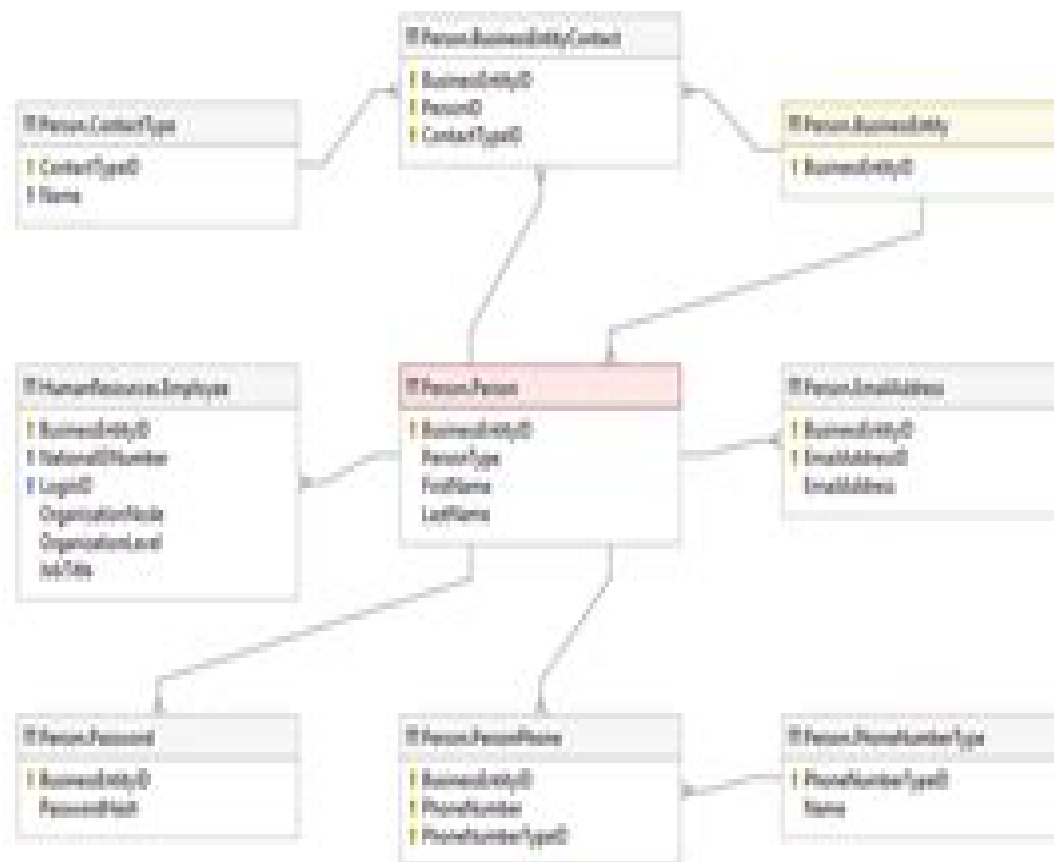 Person.BusinessEntityContact
BusinessEntityID
PersonID
ContactTypeID
Person.ContactType
ContactTypeID
Name
Person.BusinessEntity
BusinessEntityID
HumanResources.Employee
BusinessEntityID
NationalIDNumber
LoginID
OrganizationNode
OrganizationLevel
JobTitle
Person.Person
BusinessEntityID
PersonType
FirstName
LastName
Person.EmailAddress
BusinessEntityID
EmailAddressID
EmailAddress
Person.Password
BusinessEntityID
PasswordHash
Person.PersonPhone
BusinessEntityID
PhoneNumber
PhoneNumberTypeID
Person.PhoneNumberType
PhoneNumberTypeID
Name